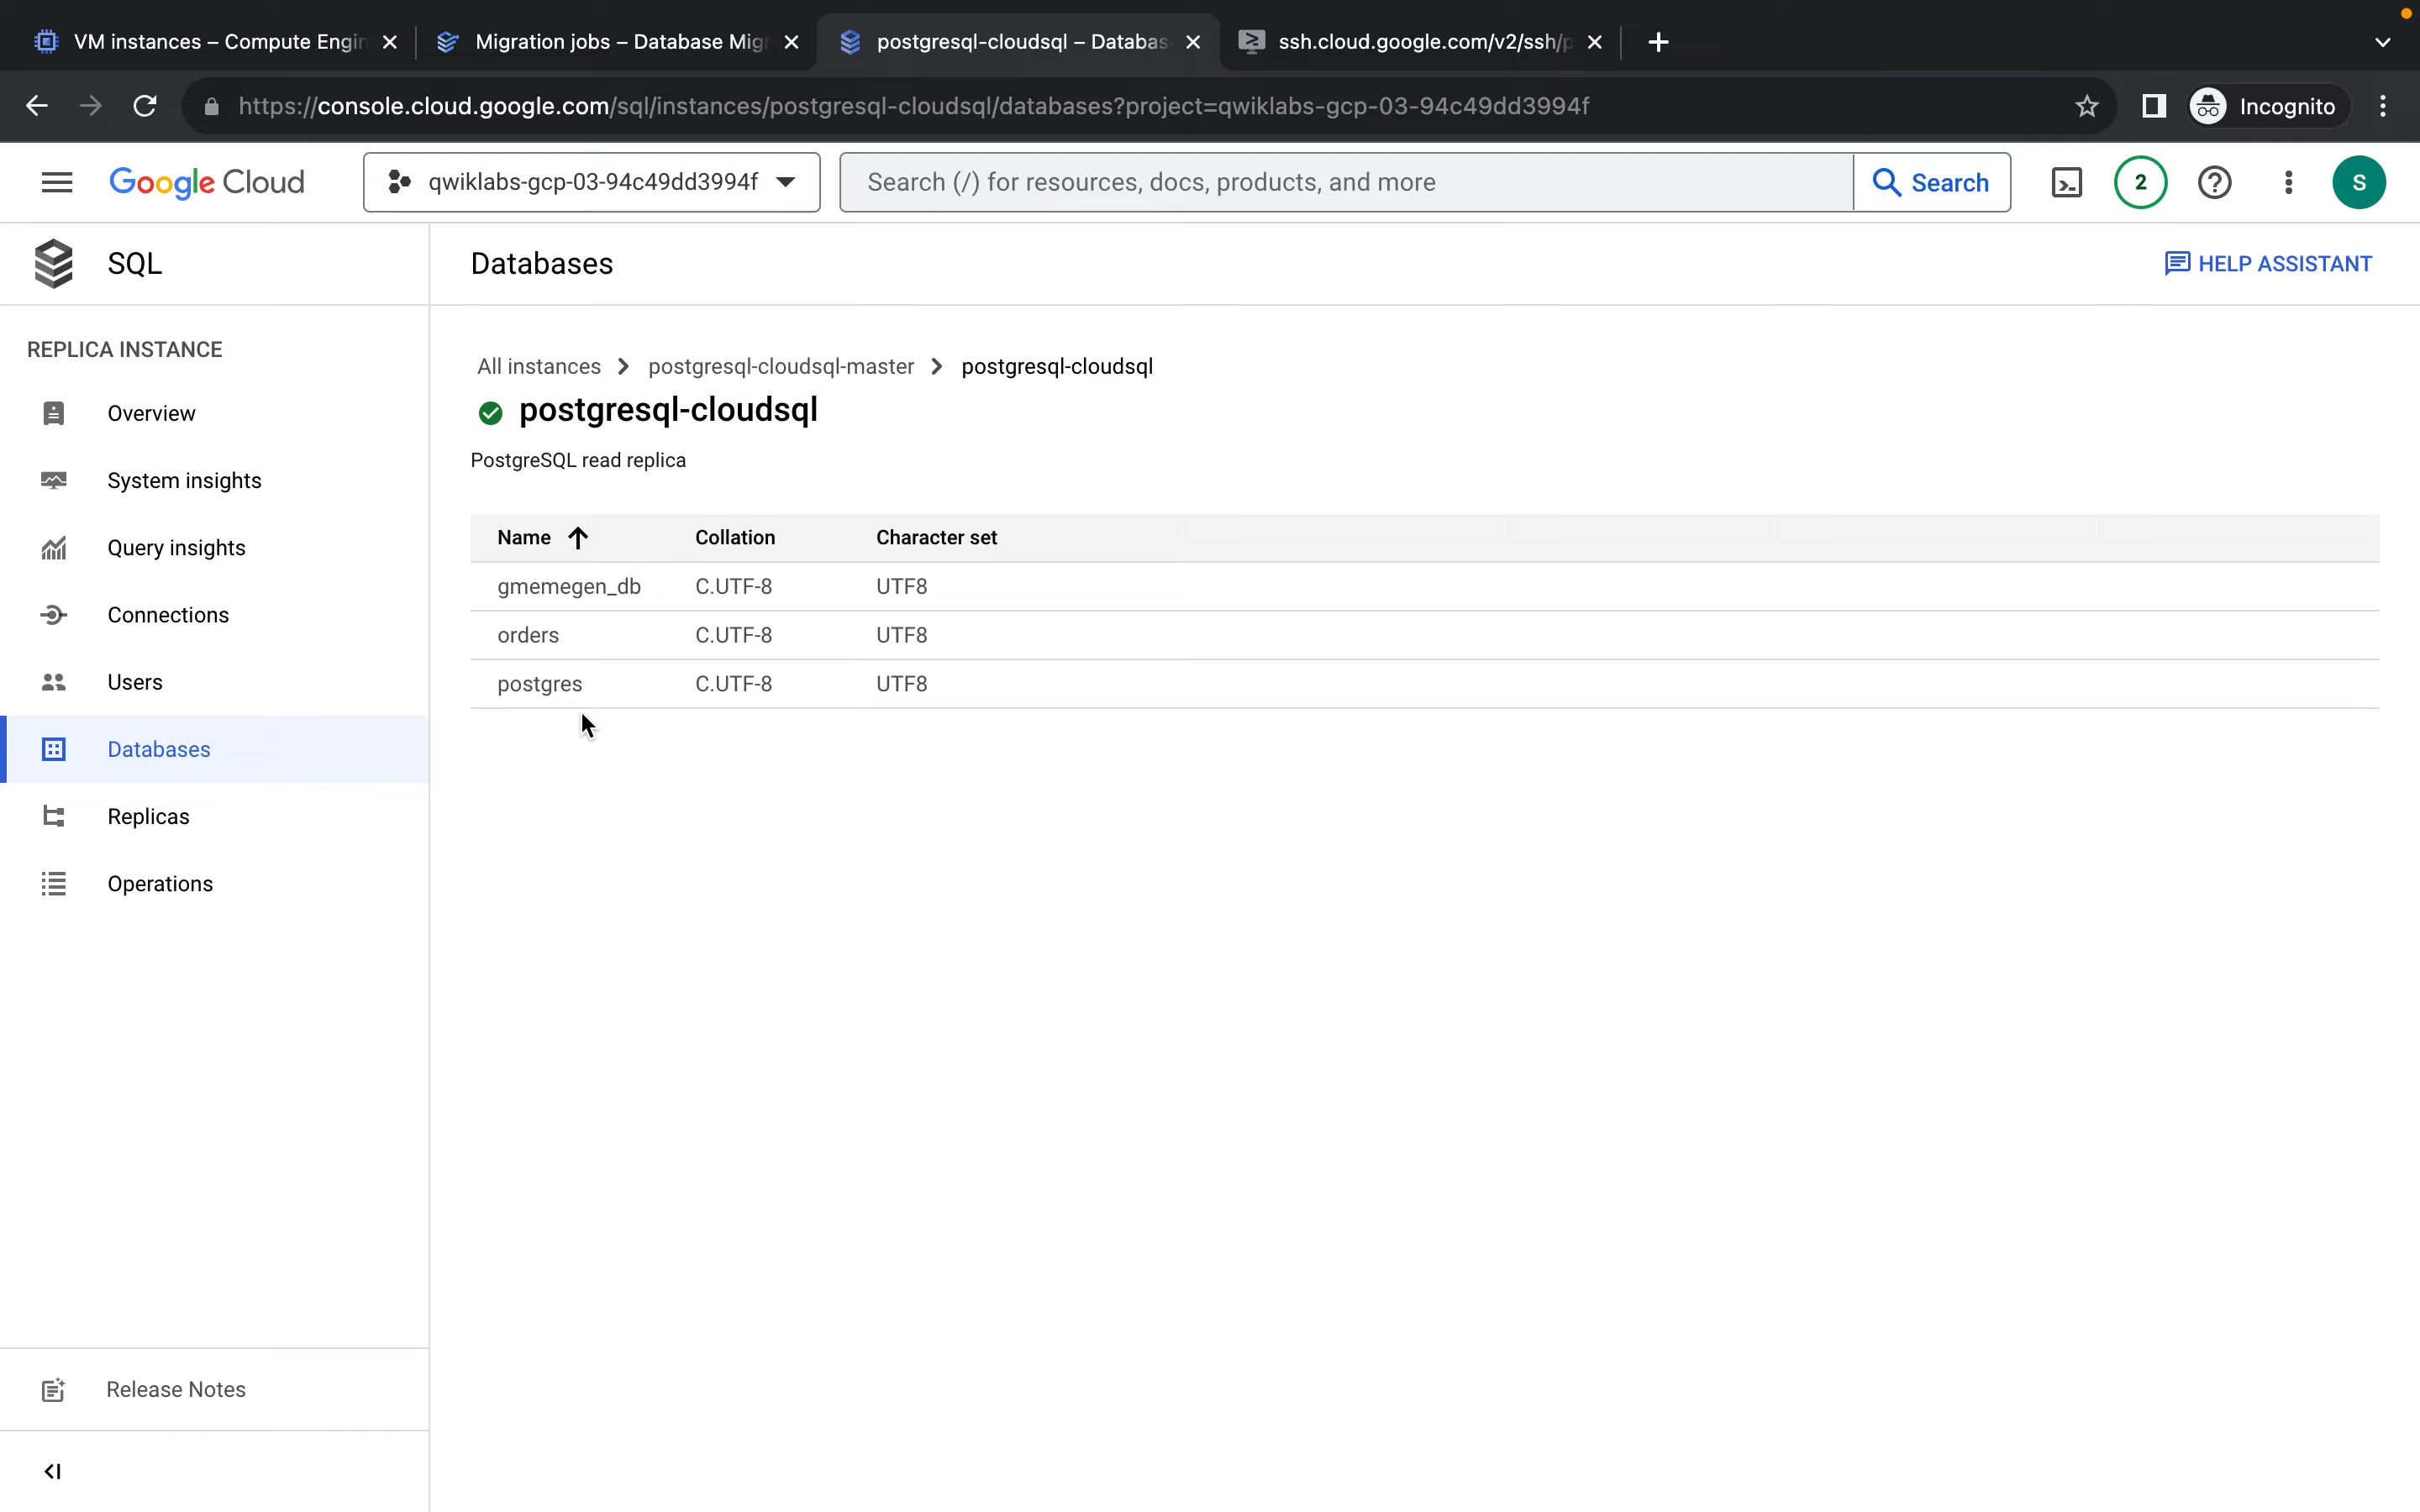 VM instances – Compute Engin
Migration jobs – Database Migr
postgresql-cloudsql – Databas
ssh.cloud.google.com/v2/ssh/p
https://console.cloud.google.com/sql/instances/postgresql-cloudsql/databases?project=qwiklabs-gcp-03-94c49dd3994f
Incognito
Google Cloud
qwiklabs-gcp-03-94c49dd3994f
Search (/) for resources, docs, products, and more
Search
2
S
SQL
Databases
HELP ASSISTANT
REPLICA INSTANCE
Overview
System insights
Query insights
Connections
Users
Databases
Replicas
Operations
Release Notes
All instances > postgresql-cloudsql-master > postgresql-cloudsql
postgresql-cloudsql
PostgreSQL read replica
Name Collation Character set
gmemegen_db C.UTF-8 UTF8
orders C.UTF-8 UTF8
postgres C.UTF-8 UTF8